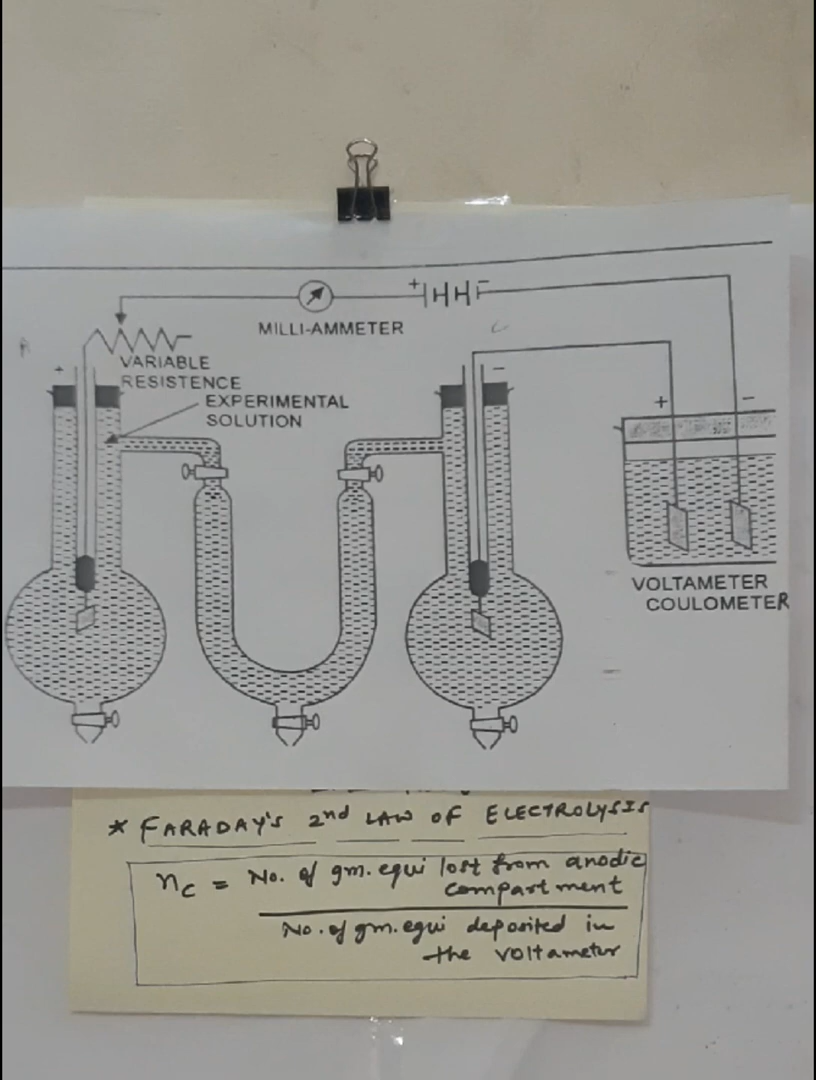 + -
MILLI-AMMETER
C
A
VARIABLE
RESISTENCE
+
-
EXPERIMENTAL
SOLUTION
+ -
VOLTAMETER
COULOMETER
* FARADAY'S 2nd LAW OF ELECTROLYSIS
nc = No. of gm. equi lost from anodic
compartment
No. of gm. equi deposited in
the voltameter